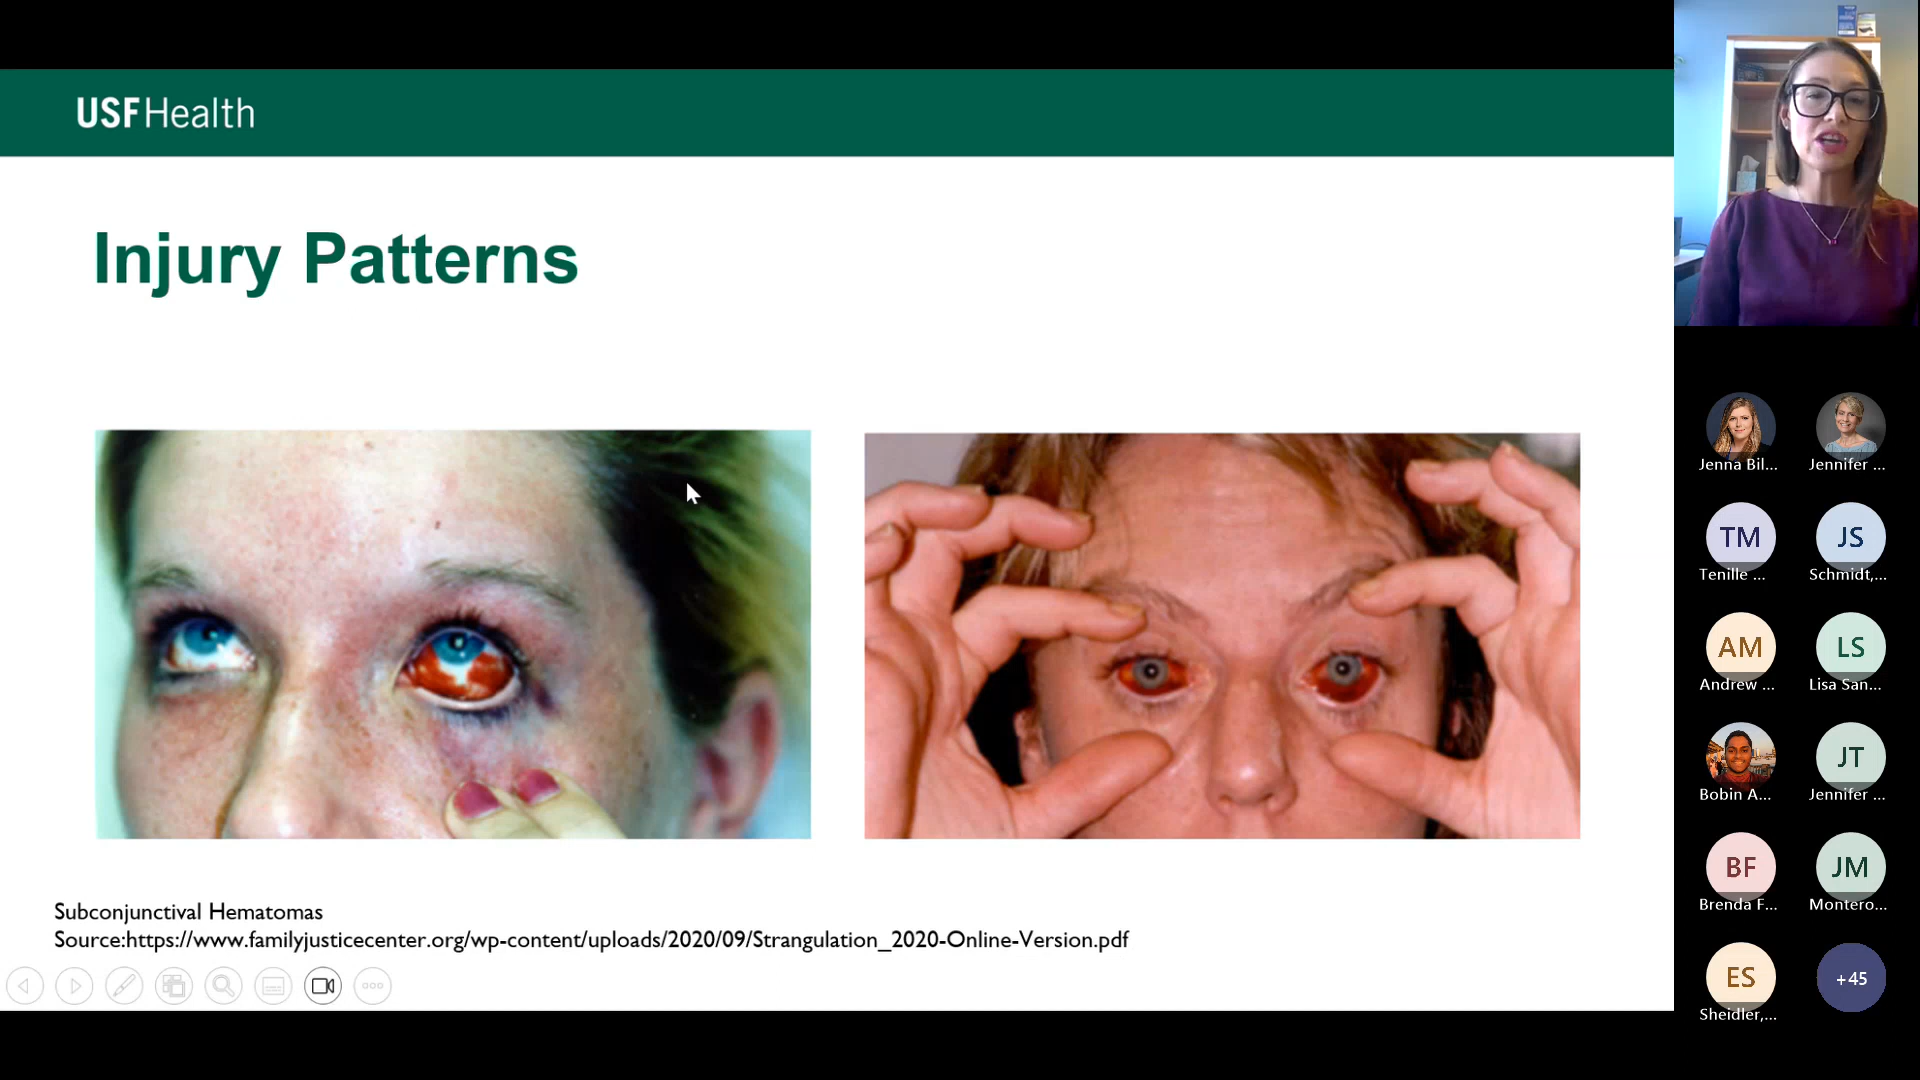 USF Health
Injury Patterns
Subconjunctival Hematomas
Source:https://www.familyjusticecenter.org/wp-content/uploads/2020/09/Strangulation_2020-Online-Version.pdf
Jenna Bil...
Jennifer ...
TM
JS
Tenille ...
Schmidt,...
AM
LS
Andrew ...
Lisa San...
JT
Bobin A...
Jennifer ...
BF
JM
Brenda F...
Montero...
ES
+45
Sheidler,...